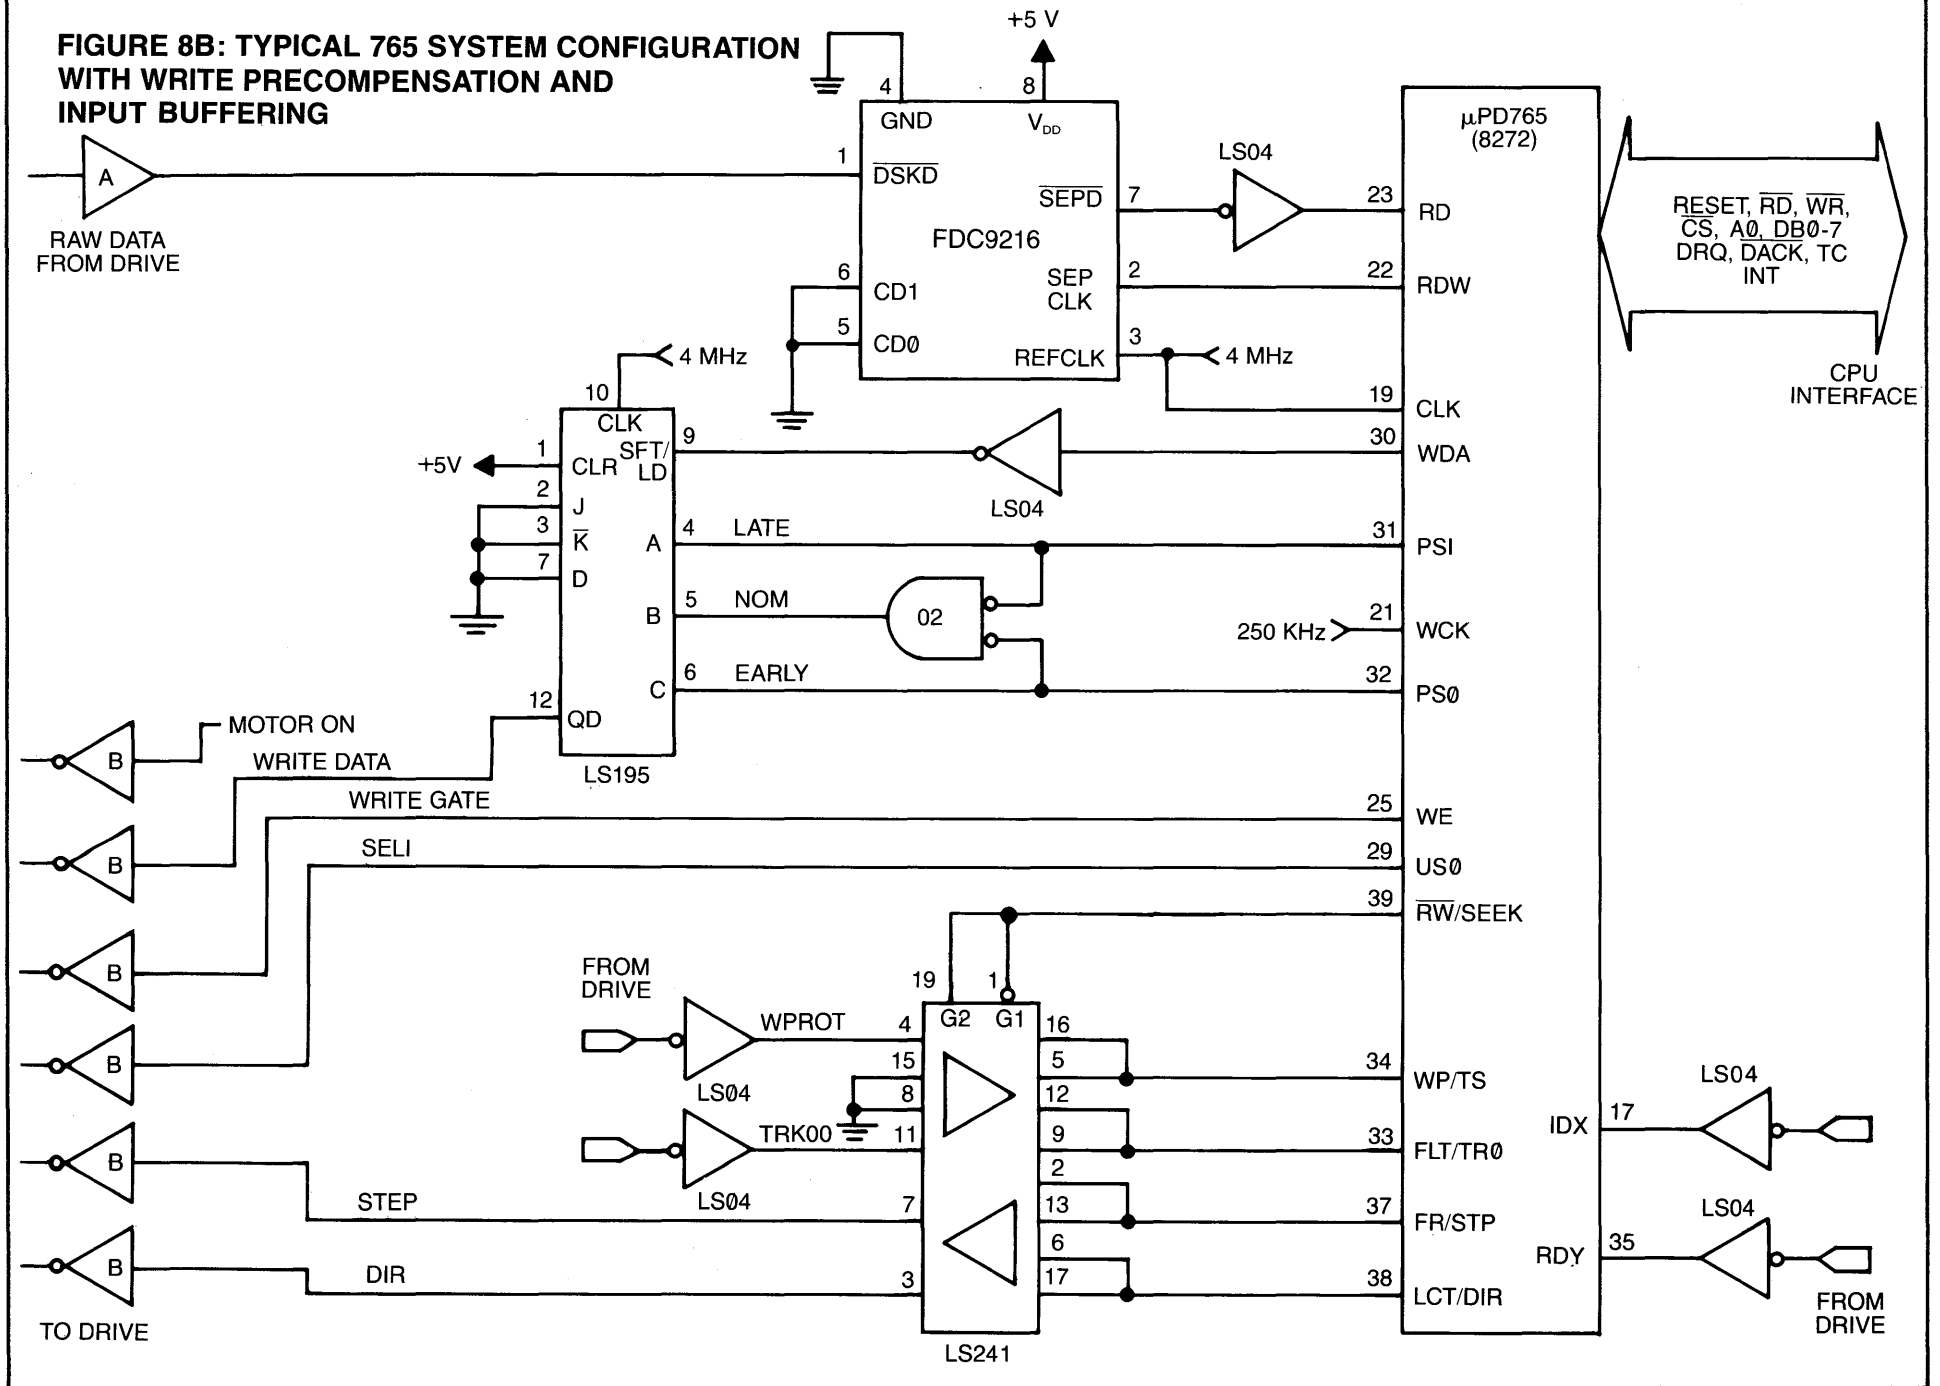 FIGURE 8B: TYPICAL 765 SYSTEM CONFIGURATION
WITH WRITE PRECOMPENSATION AND
INPUT BUFFERING
+5 V
4
8
GND
VDD
1
DSKD
SEPD
7
FDC9216
6
CD1
SEP
CLK
2
5
CD0
REFCLK
3
4 MHz
A
RAW DATA
FROM DRIVE
LS04
µPD765
(8272)
23
RD
22
RDW
19
CLK
30
WDA
31
PSI
21
WCK
250 KHz
32
PS0
25
WE
29
US0
39
RW/SEEK
34
WP/TS
33
FLT/TR0
37
FR/STP
38
LCT/DIR
RESET, RD, WR,
CS, A0, DB0-7
DRQ, DACK, TC
INT
CPU
INTERFACE
4 MHz
10
CLK
1
+5V
CLR
SFT/
LD
9
LS04
2
J
3
K
7
D
A
4
LATE
B
5
NOM
02
C
6
EARLY
12
QD
LS195
MOTOR ON
B
WRITE DATA
B
WRITE GATE
B
SELI
B
STEP
B
DIR
B
TO DRIVE
FROM
DRIVE
WPROT
LS04
TRK00
LS04
19
1
G2
G1
4
15
8
11
7
3
16
5
12
9
2
13
6
17
LS241
IDX
17
LS04
RDY
35
LS04
FROM
DRIVE